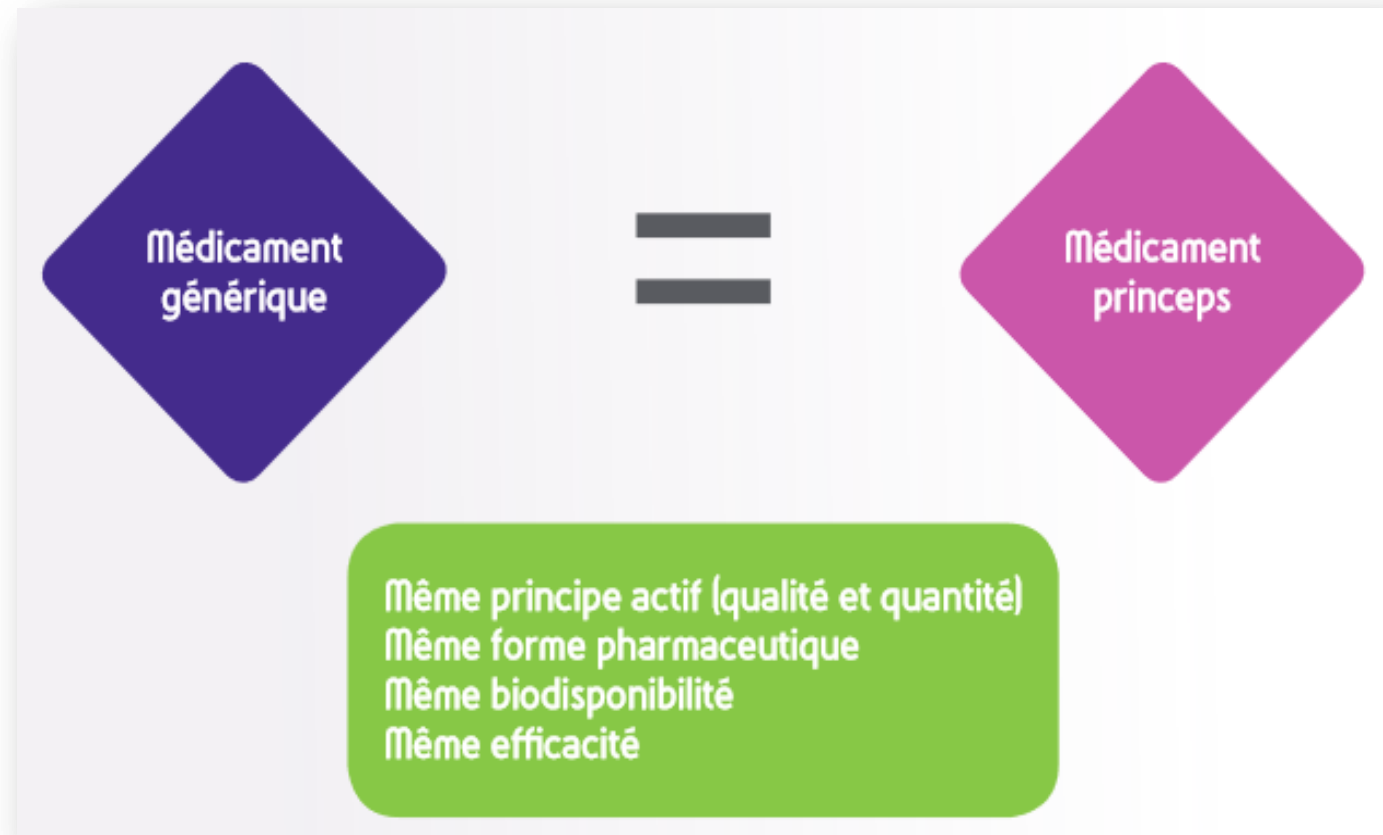 Médicament
générique
=
Médicament
princeps
Même principe actif (qualité et quantité)
Même forme pharmaceutique
Même biodisponibilité
Même efficacité